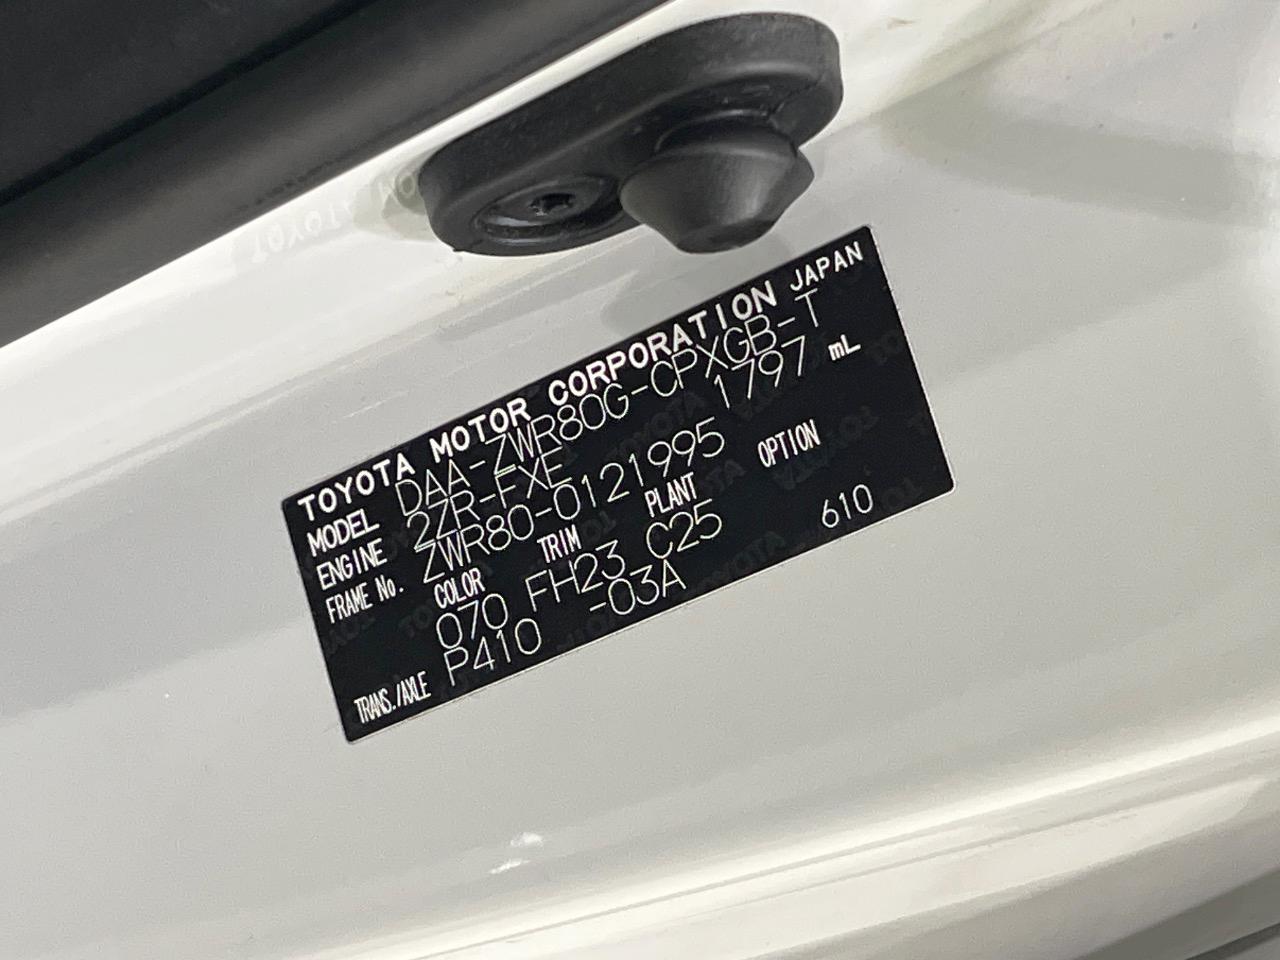 TOYOTA MOTOR CORPORATION JAPAN
MODEL DAA-ZWR80G-CPXGB-T
ENGINE 2ZR-FXE 1797 mL
FRAME No. ZWR80-0121995
COLOR TRIM PLANT OPTION
070 FH23 C25 610
TRANS./AXLE P410 -03A